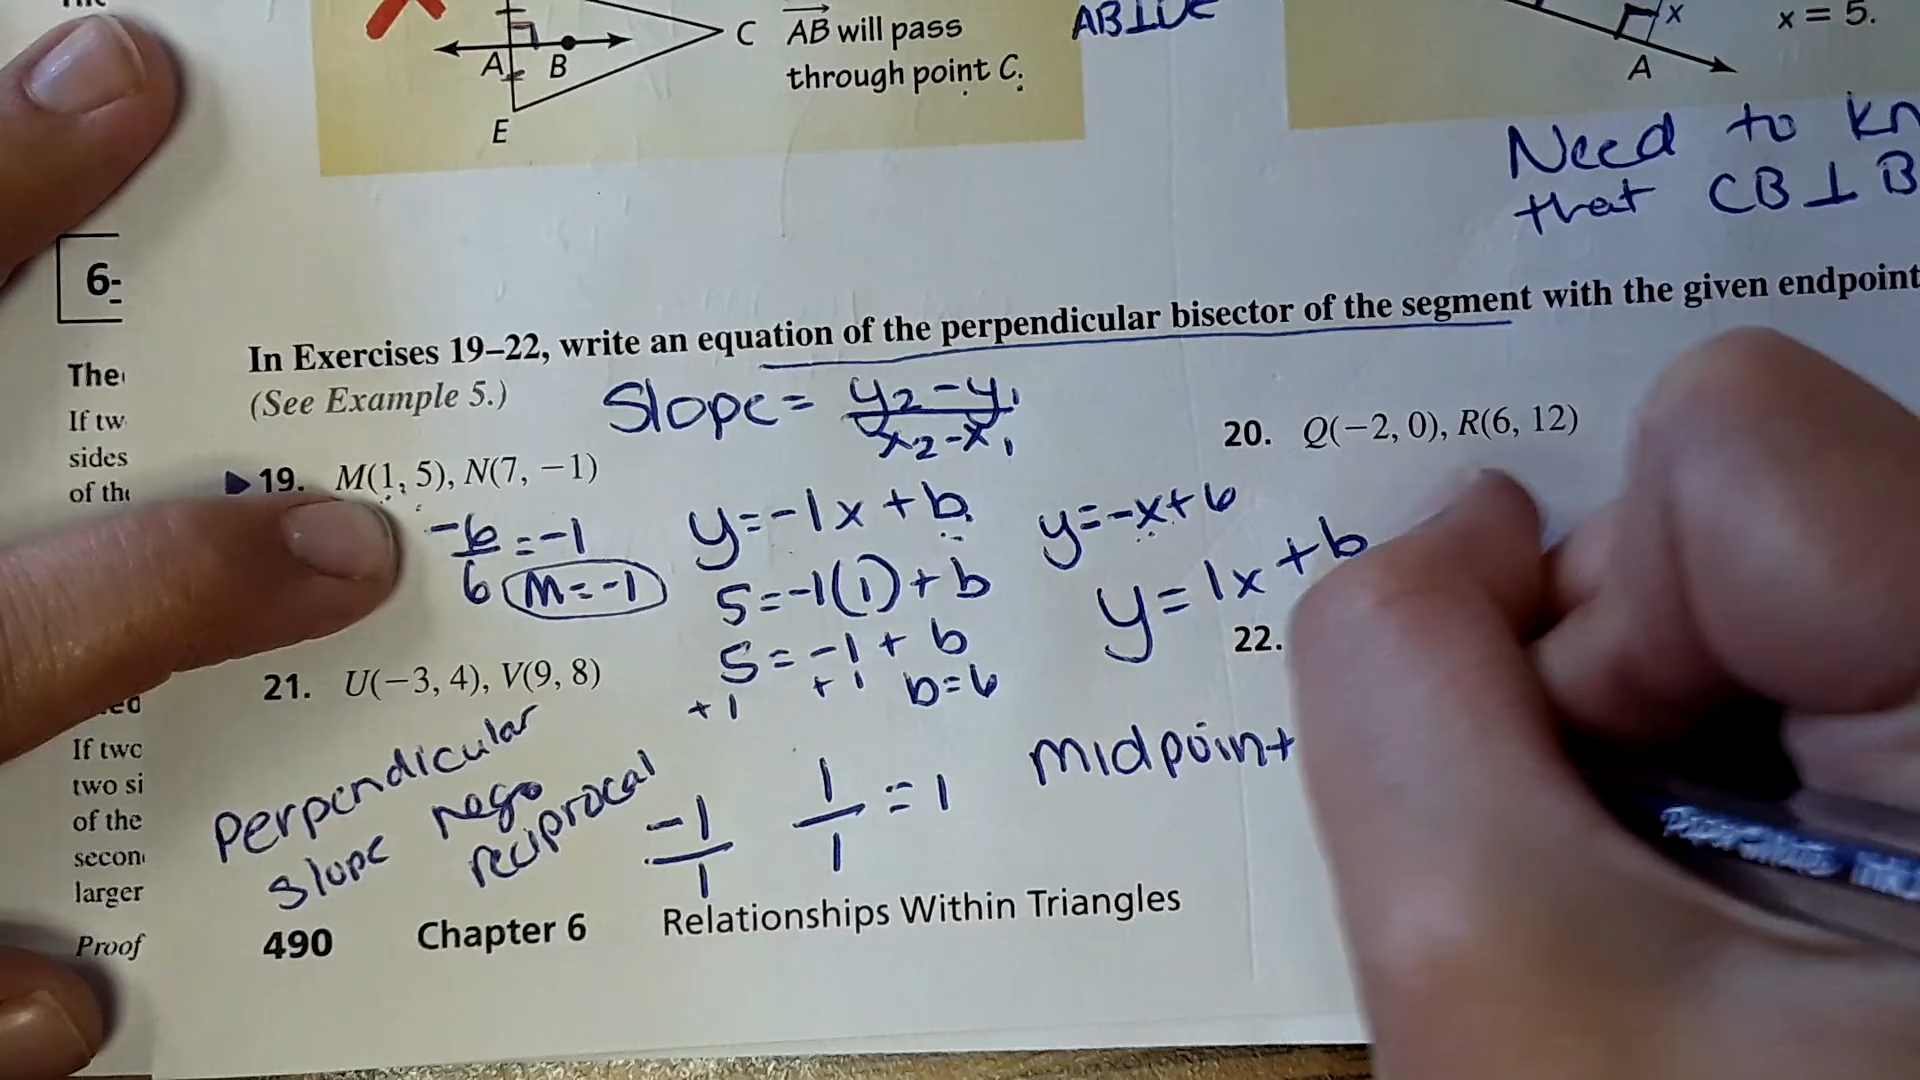 C
AB will pass
through point C.
A
B
E
x
x = 5.
A
Need to
that CB⊥B
6-
In Exercises 19–22, write an equation of the perpendicular bisector of the segment with the given endpoint
(See Example 5.)
Slope = y₂-y₁
x₂-x₁
19. M(1, 5), N(7, −1)
20. Q(−2, 0), R(6, 12)
-6 = -1
6
m=-1
y=-1x+b
5=-1(1)+b
5=-1+b
+1 +1
b=6
y=-x+6
y=1x+b
21. U(−3, 4), V(9, 8)
22.
Perpendicular
slope nego
reciprocal
-1
1
1 = 1
1
midpoint
If tw
sides
of the
If two
two si
of the
secon
larger
Proof
490 Chapter 6 Relationships Within Triangles